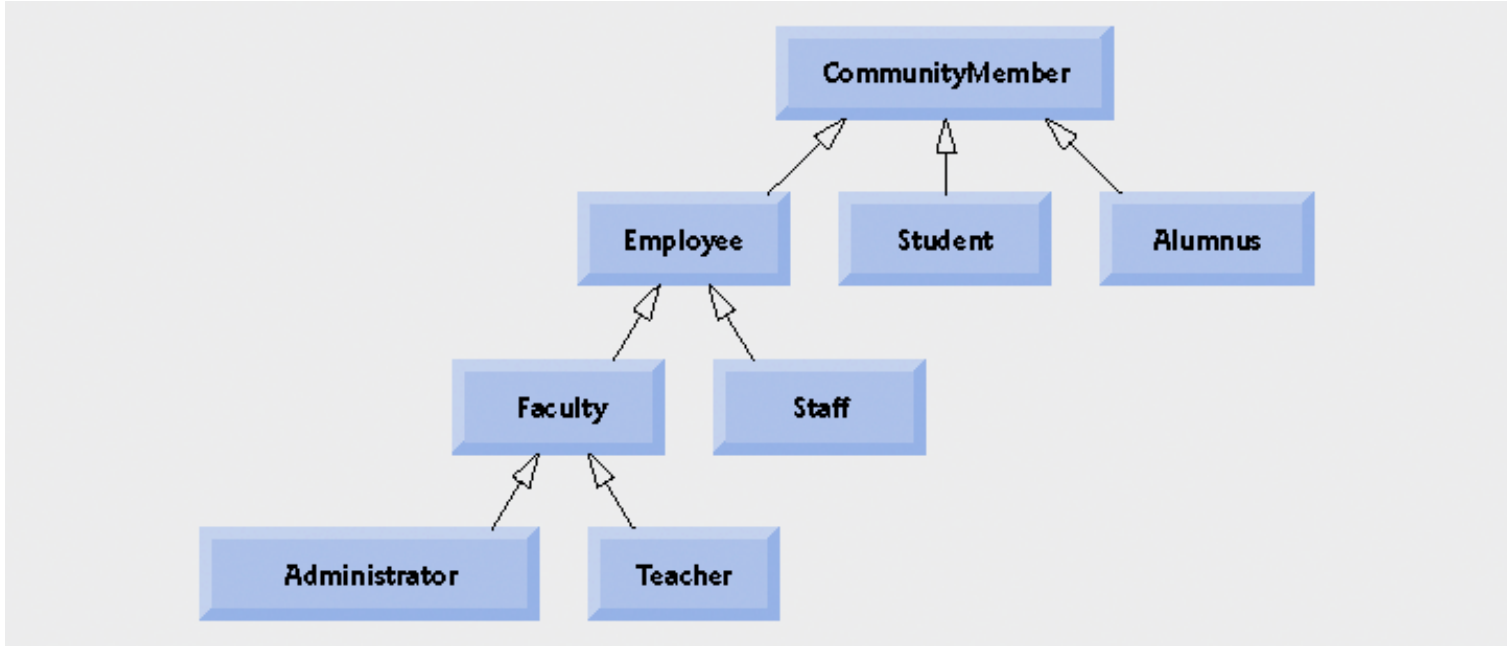 CommunityMember
Employee
Student
Alumnus
Faculty
Staff
Administrator
Teacher